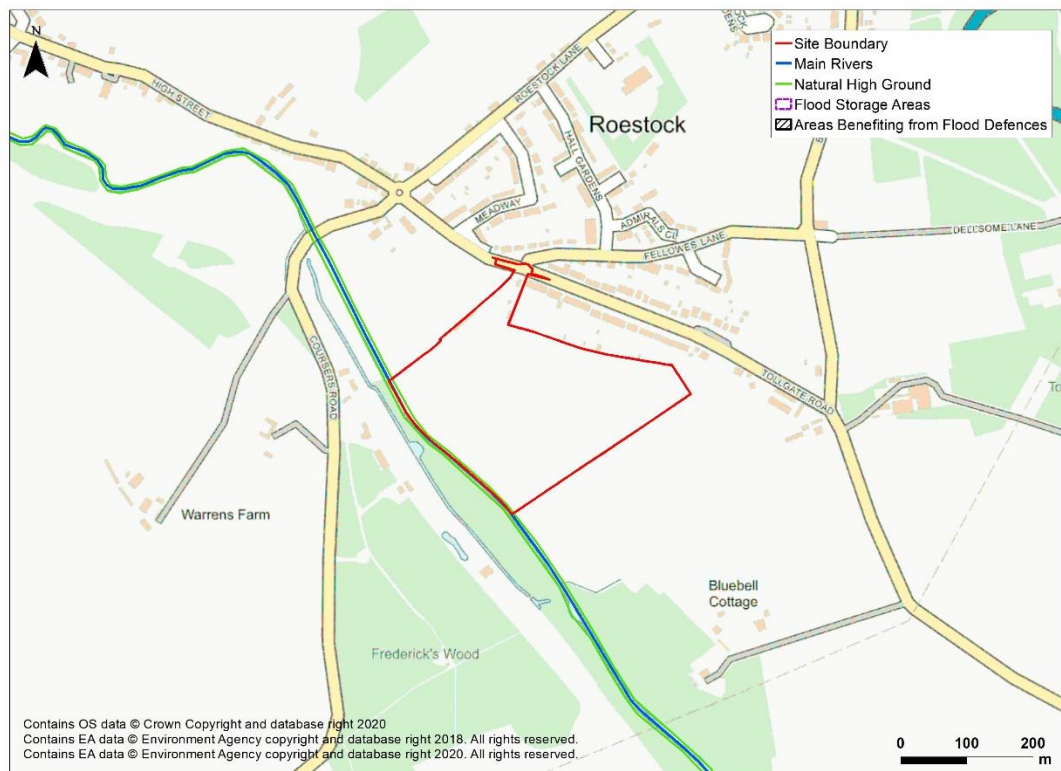 N
HIGH STREET
ROESTOCK LANE
Roestock
HALL GARDENS
MEADWAY
ADMIRALS CL
FELLOWES LANE
DELLSOME LANE
COURSERS ROAD
TOLLGATE ROAD
Warrens Farm
Bluebell
Cottage
Frederick's Wood
Site Boundary
Main Rivers
Natural High Ground
Flood Storage Areas
Areas Benefiting from Flood Defences
Contains OS data © Crown Copyright and database right 2020
Contains EA data © Environment Agency copyright and database right 2018. All rights reserved.
Contains EA data © Environment Agency copyright and database right 2020. All rights reserved.
0 100 200
m